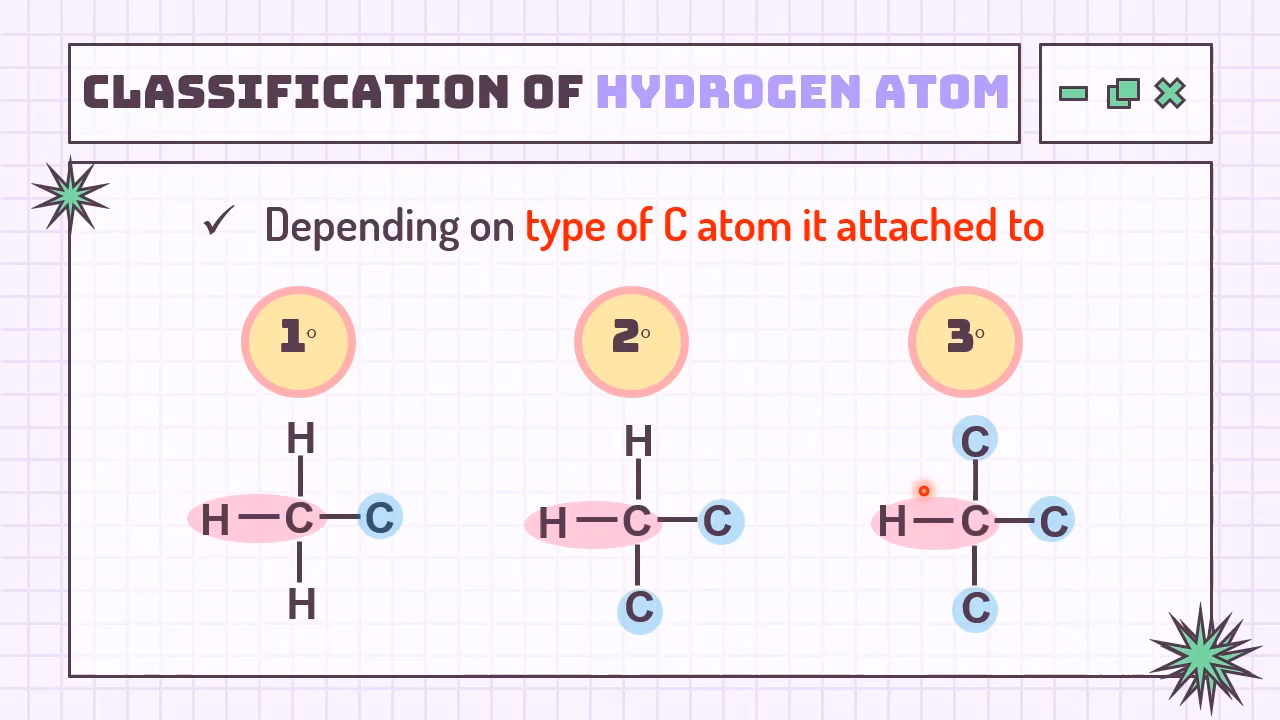 CLASSIFICATION OF HYDROGEN ATOM
✓ Depending on type of C atom it attached to
1° 2° 3°
H H C
H C C H C C H C C
H C C